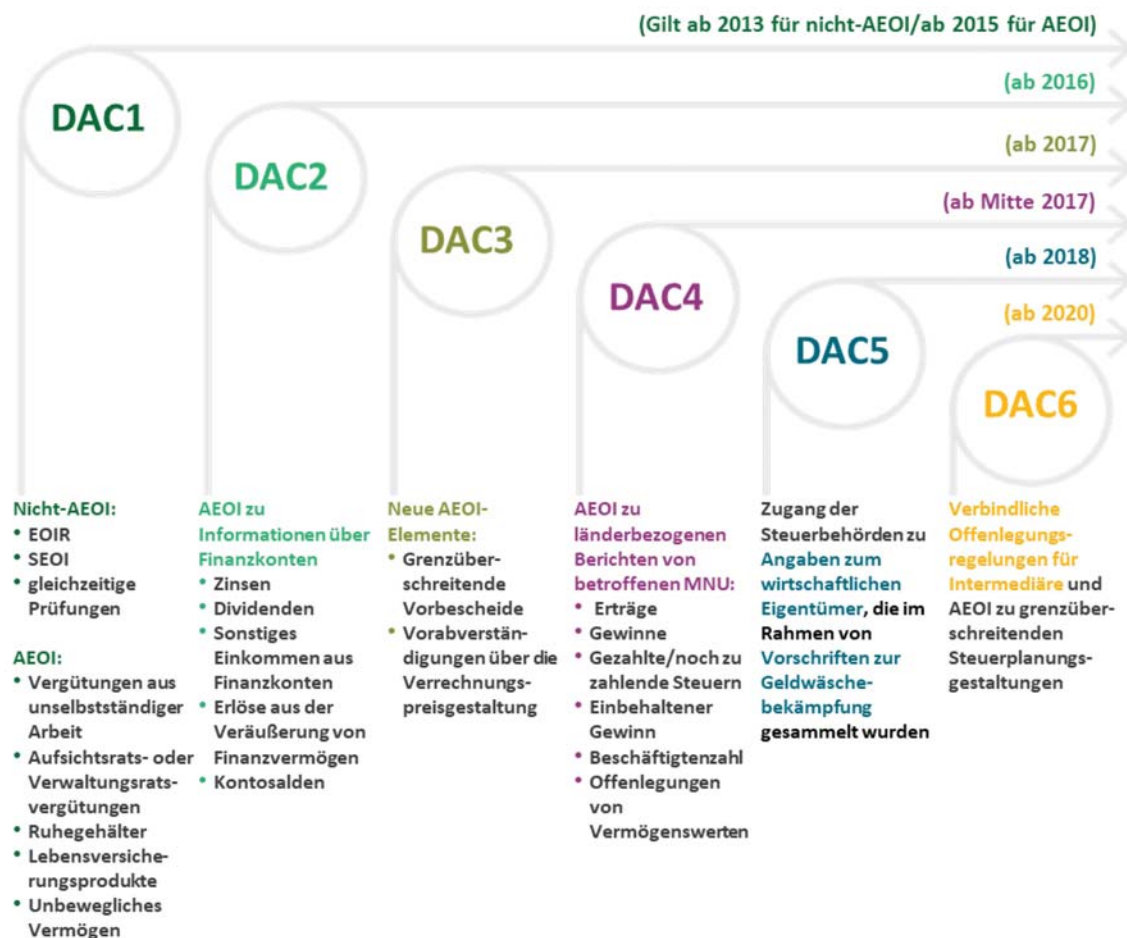 (Gilt ab 2013 für nicht-AEOI/ab 2015 für AEOI)
DAC1
(ab 2016)
DAC2
(ab 2017)
DAC3
(ab Mitte 2017)
DAC4
(ab 2018)
DAC5
(ab 2020)
DAC6
Nicht-AEOI:
• EOIR
• SEOI
• gleichzeitige
Prüfungen
AEOI:
• Vergütungen aus
unselbstständiger
Arbeit
• Aufsichtsrats- oder
Verwaltungsrats-
vergütungen
• Ruhegehälter
• Lebensversiche-
rungsprodukte
• Unbewegliches
Vermögen
AEOI zu
Informationen über
Finanzkonten
• Zinsen
• Dividenden
• Sonstiges
Einkommen aus
Finanzkonten
• Erlöse aus der
Veräußerung von
Finanzvermögen
• Kontosalden
Neue AEOI-
Elemente:
• Grenzüber-
schreitende
Vorbescheide
• Vorabverstän-
digungen über die
Verrechnungs-
preisgestaltung
AEOI zu
länderbezogenen
Berichten von
betroffenen MNU:
• Erträge
• Gewinne
• Gezahlte/noch zu
zahlende Steuern
• Einbehaltener
Gewinn
• Beschäftigtenzahl
• Offenlegungen
von
Vermögenswerten
Zugang der
Steuerbehörden zu
Angaben zum
wirtschaftlichen
Eigentümer, die im
Rahmen von
Vorschriften zur
Geldwäsche-
bekämpfung
gesammelt wurden
Verbindliche
Offenlegungs-
regelungen für
Intermediäre und
AEOI zu grenzüber-
schreitenden
Steuerplanungs-
gestaltungen